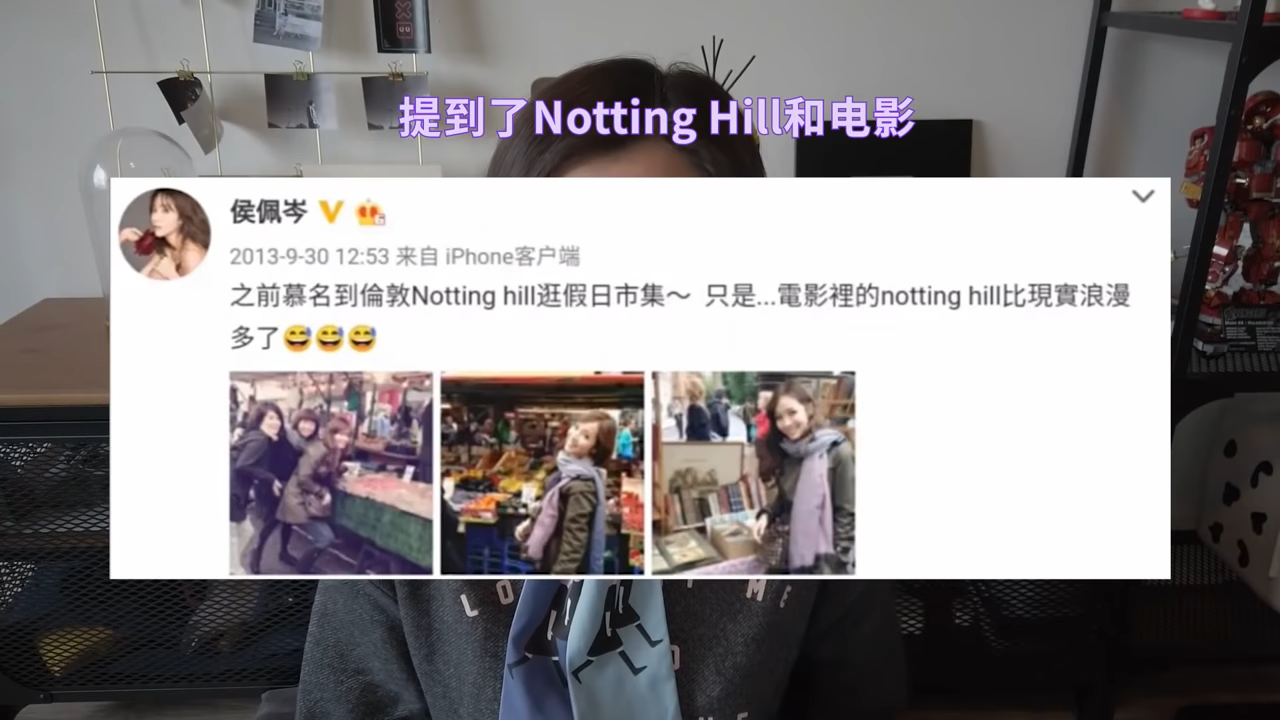 提到了Notting Hill和电影
侯佩岑
2013-9-30 12:53 来自 iPhone客户端
之前慕名到倫敦Notting hill逛假日市集～ 只是...電影裡的notting hill比現實浪漫
多了😅😅😅
LO
ME